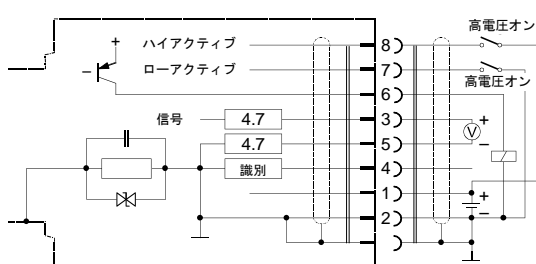 高電圧オン
+ ハイアクティブ 8
− ローアクティブ 7
高電圧オン
6
信号 4.7 3 +
V
4.7 5 −
識別 4
1 +
2 −